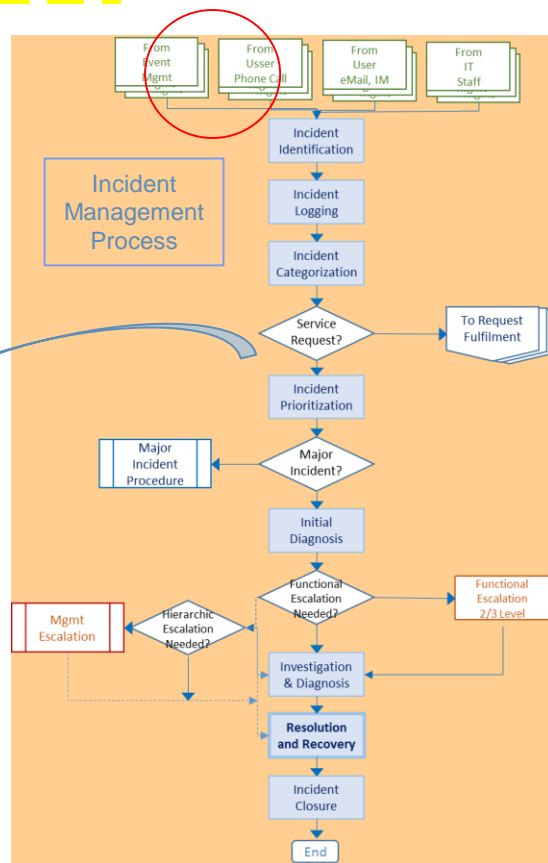 From
Event
Mgmt
From
Usser
Phone Call
From
User
eMail, IM
From
IT
Staff
Incident
Identification
Incident
Management
Process
Incident
Logging
Incident
Categorization
Service
Request?
To Request
Fulfilment
Incident
Prioritization
Major
Incident
Procedure
Major
Incident?
Initial
Diagnosis
Mgmt
Escalation
Hierarchic
Escalation
Needed?
Functional
Escalation
Needed?
Functional
Escalation
2/3 Level
Investigation
& Diagnosis
Resolution
and Recovery
Incident
Closure
End